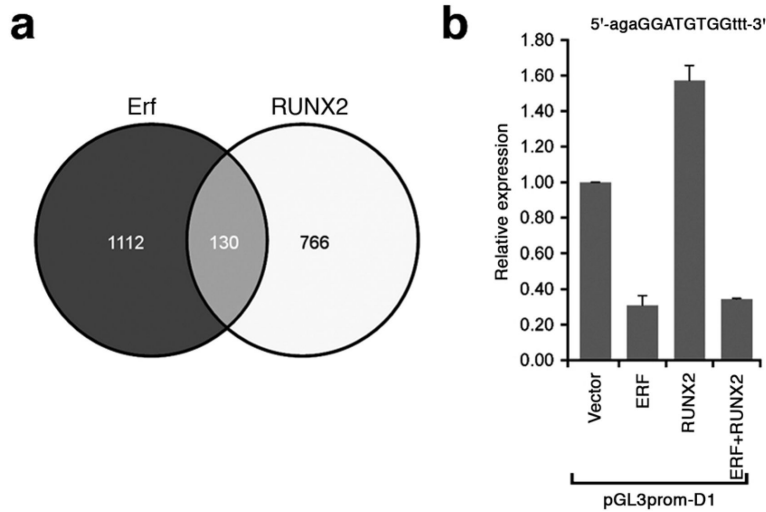 a
Erf
RUNX2
1112
130
766
b
5'-agaGGATGTGGttt-3'
Relative expression
1.80
1.60
1.40
1.20
1.00
0.80
0.60
0.40
0.20
0.00
Vector
ERF
RUNX2
ERF+RUNX2
pGL3prom-D1